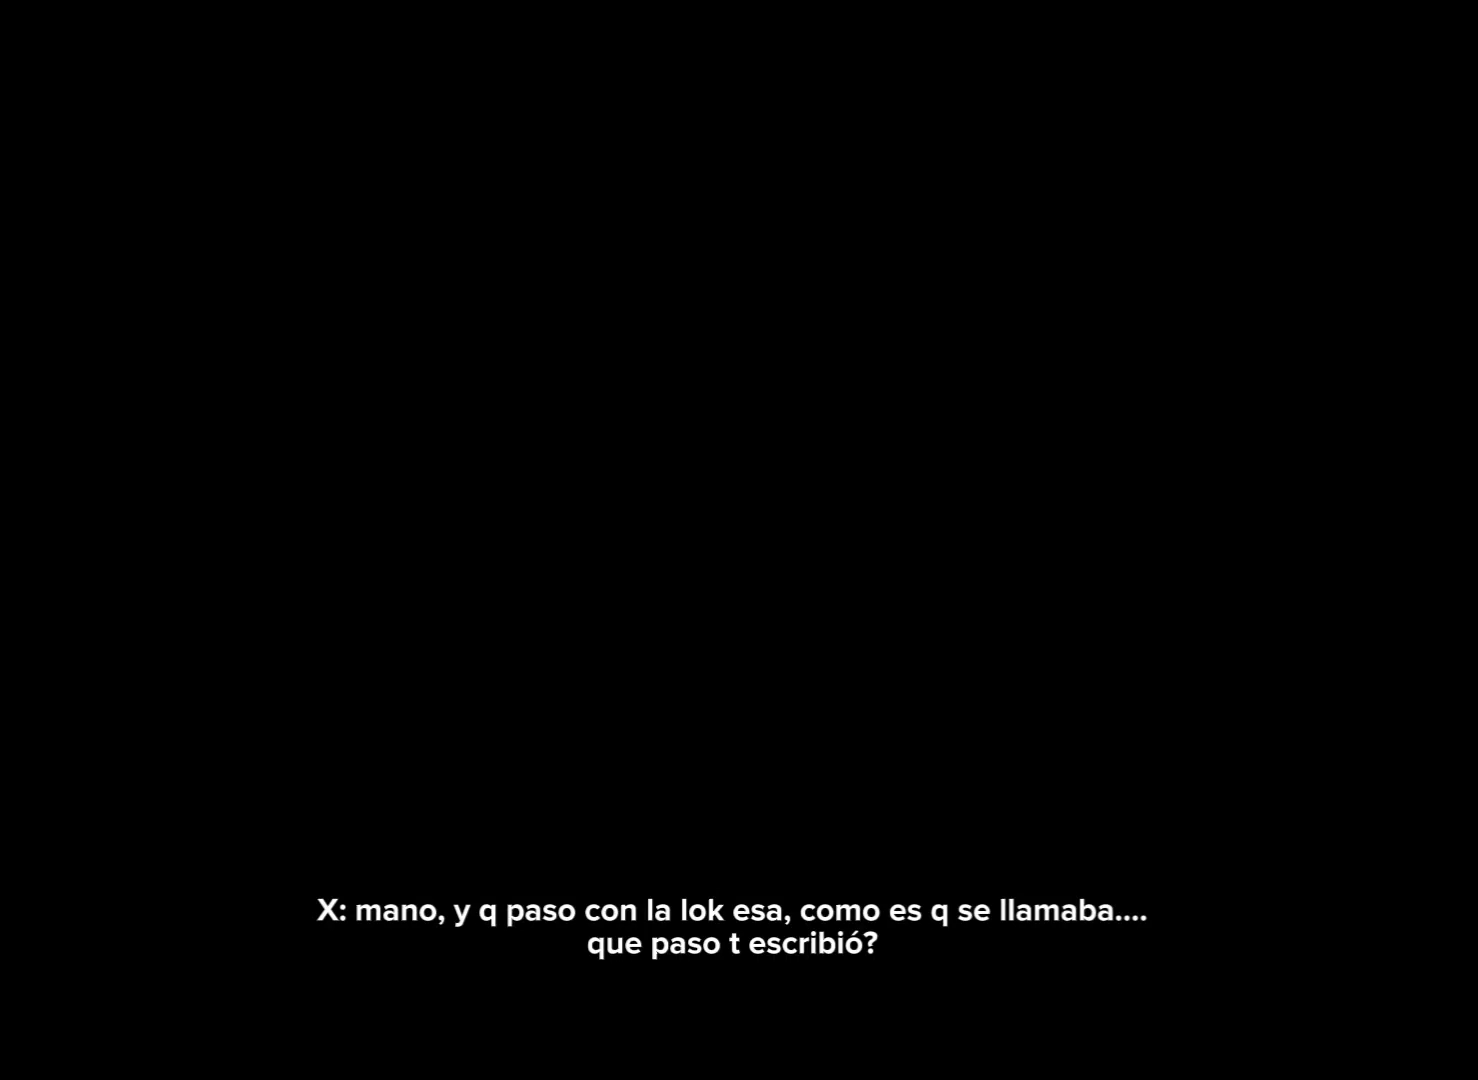 X: mano, y q paso con la lok esa, como es q se llamaba....
que paso t escribió?